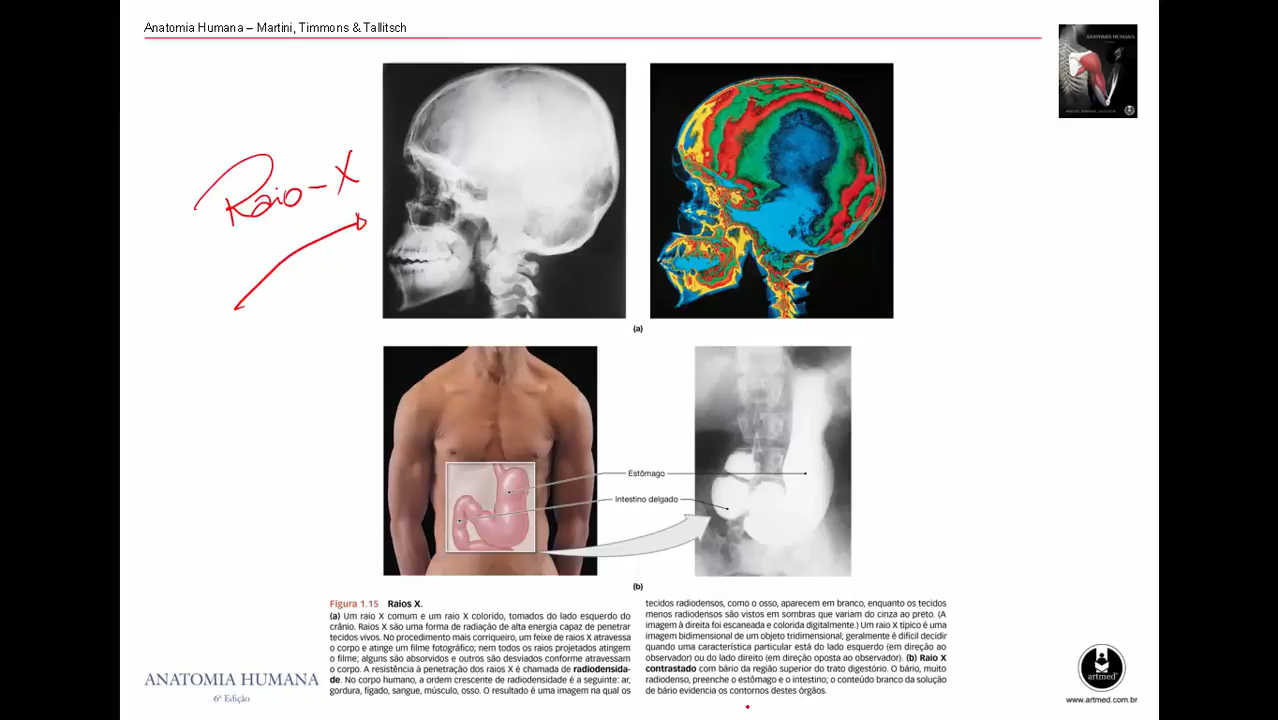 Anatomia Humana – Martini, Timmons & Tallitsch
ANATOMIA HUMANA
Raio-X
(a)
Estômago
Intestino delgado
(b)
Figura 1.15 Raios X.
(a) Um raio X comum e um raio X colorido, tomados do lado esquerdo do
crânio. Raios X são uma forma de radiação de alta energia capaz de penetrar
tecidos vivos. No procedimento mais corriqueiro, um feixe de raios X atravessa
o corpo e atinge um filme fotográfico; nem todos os raios projetados atingem
o filme; alguns são absorvidos e outros são desviados conforme atravessam
o corpo. A resistência à penetração dos raios X é chamada de radiodensida-
de. No corpo humano, a ordem crescente de radiodensidade é a seguinte: ar,
gordura, fígado, sangue, músculo, osso. O resultado é uma imagem na qual os
tecidos radiodensos, como o osso, aparecem em branco, enquanto os tecidos
menos radiodensos são vistos em sombras que variam do cinza ao preto. (A
imagem à direita foi escaneada e colorida digitalmente.) Um raio X típico é uma
imagem bidimensional de um objeto tridimensional; geralmente é difícil decidir
quando uma característica particular está do lado esquerdo (em direção ao
observador) ou do lado direito (em direção oposta ao observador). (b) Raio X
contrastado com bário da região superior do trato digestório. O bário, muito
radiodenso, preenche o estômago e o intestino; o conteúdo branco da solução
de bário evidencia os contornos destes órgãos.
ANATOMIA HUMANA
6ª Edição
artmed
www.artmed.com.br